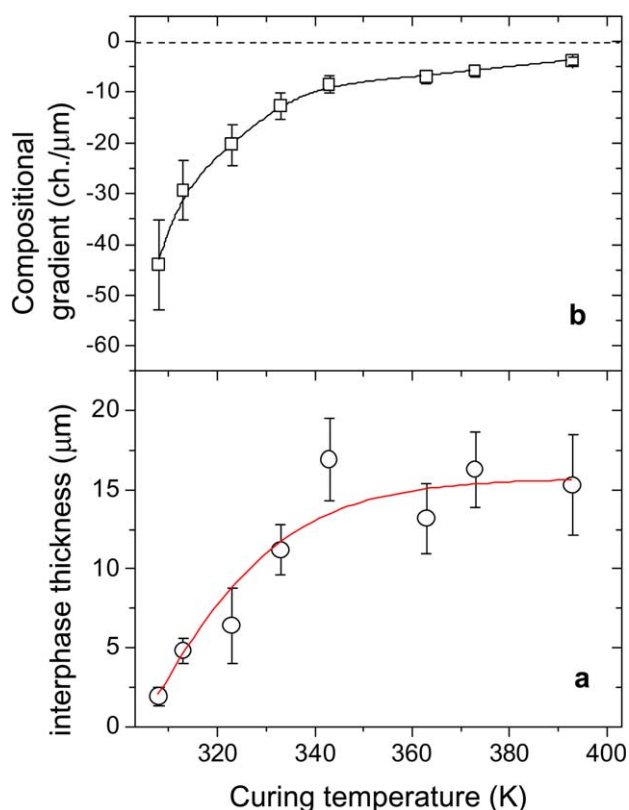 Compositional
gradient (ch./μm)
0
-10
-20
-30
-40
-50
-60
b
interphase thickness (μm)
20
15
10
5
0
a
320
340
360
380
400
Curing temperature (K)